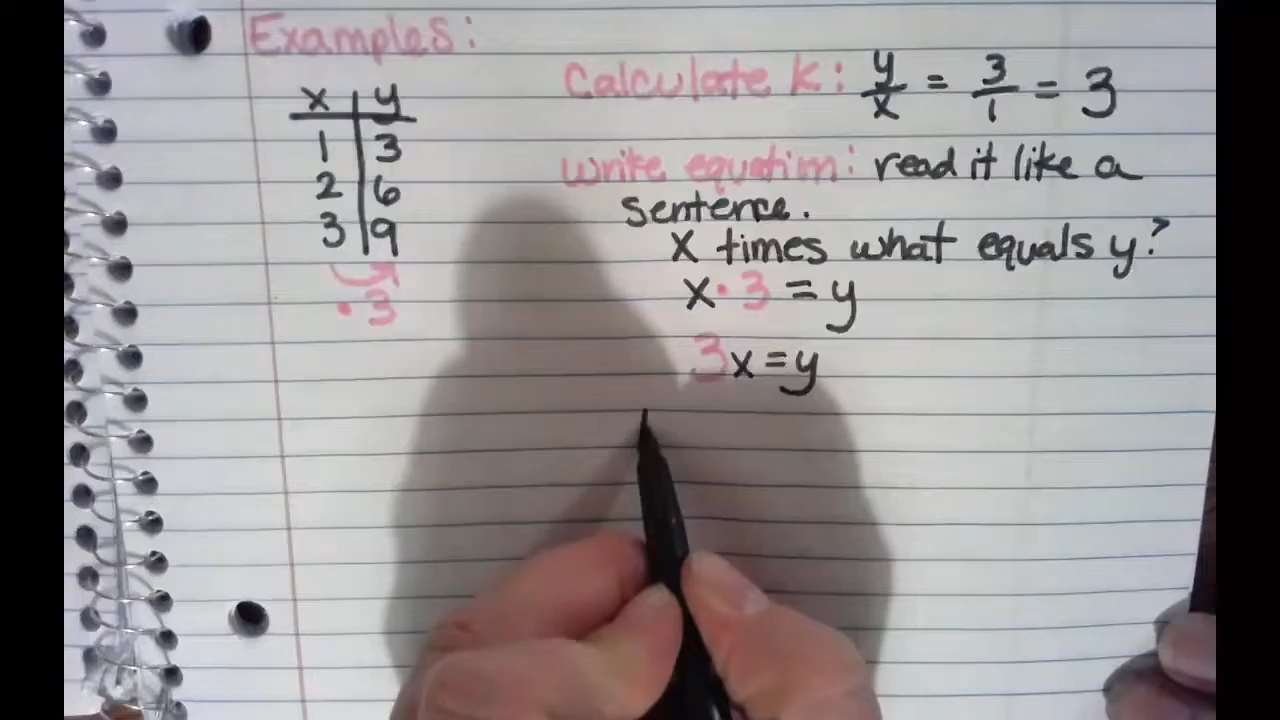 Examples:
x y
1 3
2 6
3 9
· 3
Calculate k: y/x = 3/1 = 3
write equation: read it like a
sentence.
x times what equals y?
x · 3 = y
3x = y